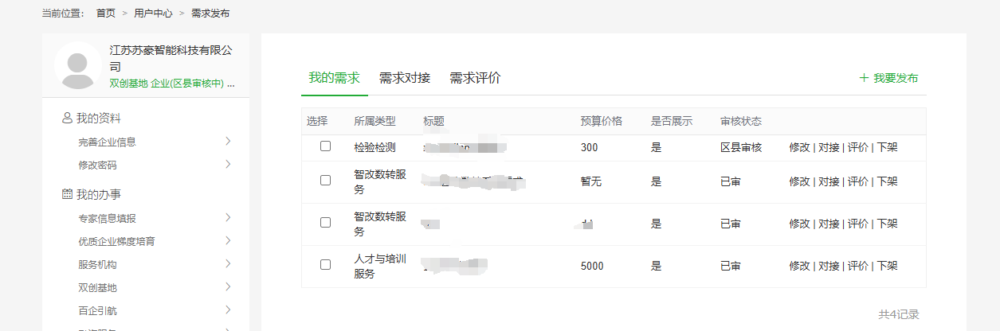 当前位置： 首页 > 用户中心 > 需求发布
江苏苏豪智能科技有限公
司
双创基地 企业(区县审核中) ...
我的资料
完善企业信息
修改密码
我的办事
专家信息填报
优质企业梯度培育
服务机构
双创基地
百企引航
我的需求 需求对接 需求评价
+ 我要发布
选择 所属类型 标题 预算价格 是否展示 审核状态
检验检测 300 是 区县审核 修改 | 对接 | 评价 | 下架
智改数转服
务 暂无 是 已审 修改 | 对接 | 评价 | 下架
智改数转服
务 是 已审 修改 | 对接 | 评价 | 下架
人才与培训
服务 5000 是 已审 修改 | 对接 | 评价 | 下架
共4记录